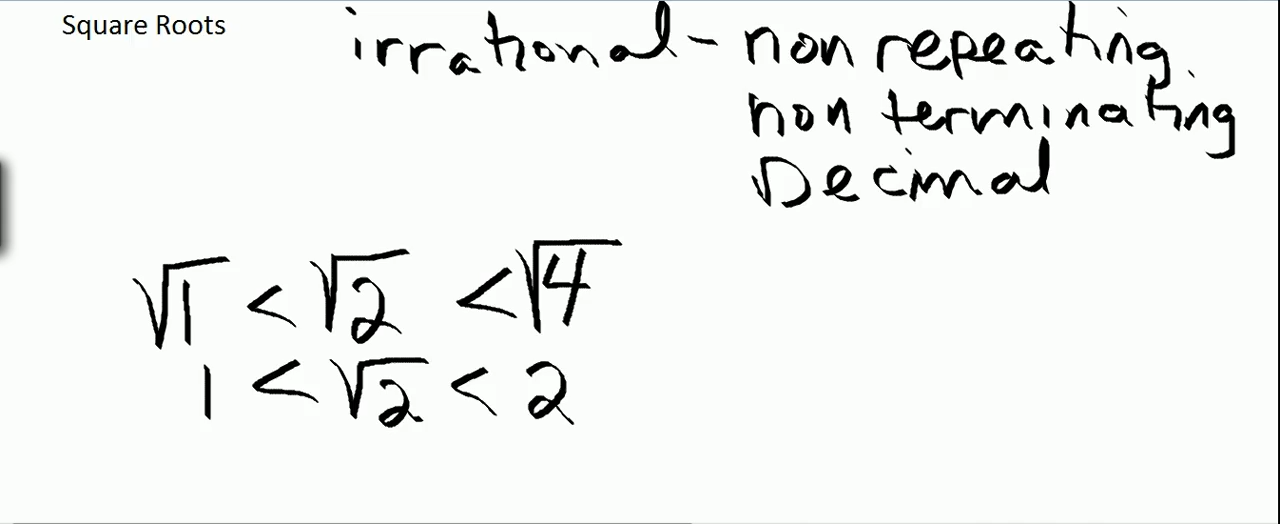 Square Roots
irrational - non repeating
non terminating
Decimal
√1 < √2 < √4
1 < √2 < 2